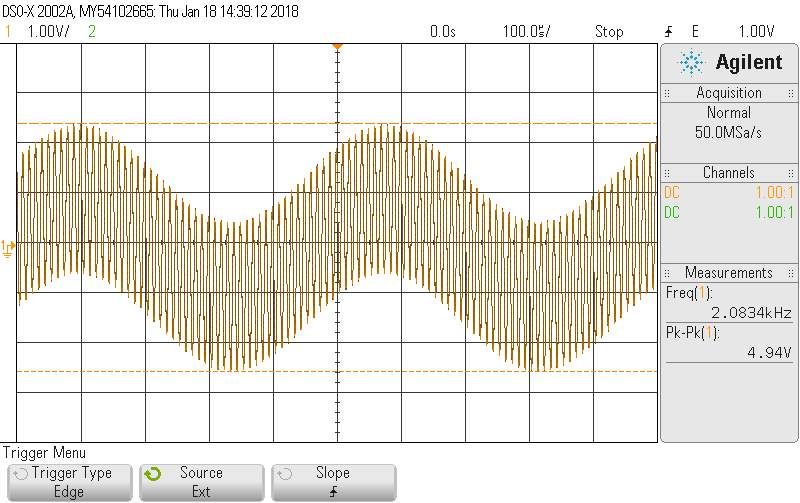 DSO-X 2002A, MY54102665: Thu Jan 18 14:39:12 2018
1 1.00V/ 2 0.0s 100.0us/ Stop E 1.00V
Agilent
Acquisition
Normal
50.0MSa/s
Channels
DC 1.00:1
DC 1.00:1
1
Measurements
Freq(1):
2.0834kHz
Pk-Pk(1):
4.94V
Trigger Menu
Trigger Type Source Slope
Edge Ext